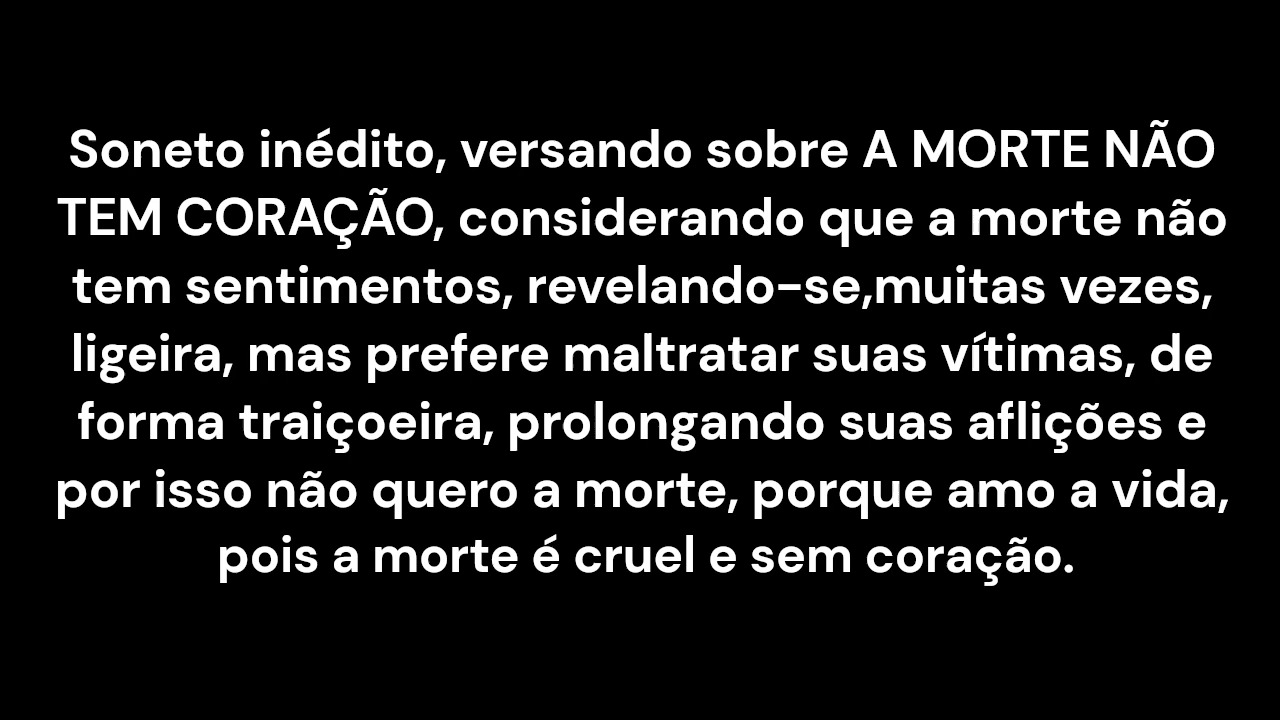 Soneto inédito, versando sobre A MORTE NÃO
TEM CORAÇÃO, considerando que a morte não
tem sentimentos, revelando-se,muitas vezes,
ligeira, mas prefere maltratar suas vítimas, de
forma traiçoeira, prolongando suas aflições e
por isso não quero a morte, porque amo a vida,
pois a morte é cruel e sem coração.